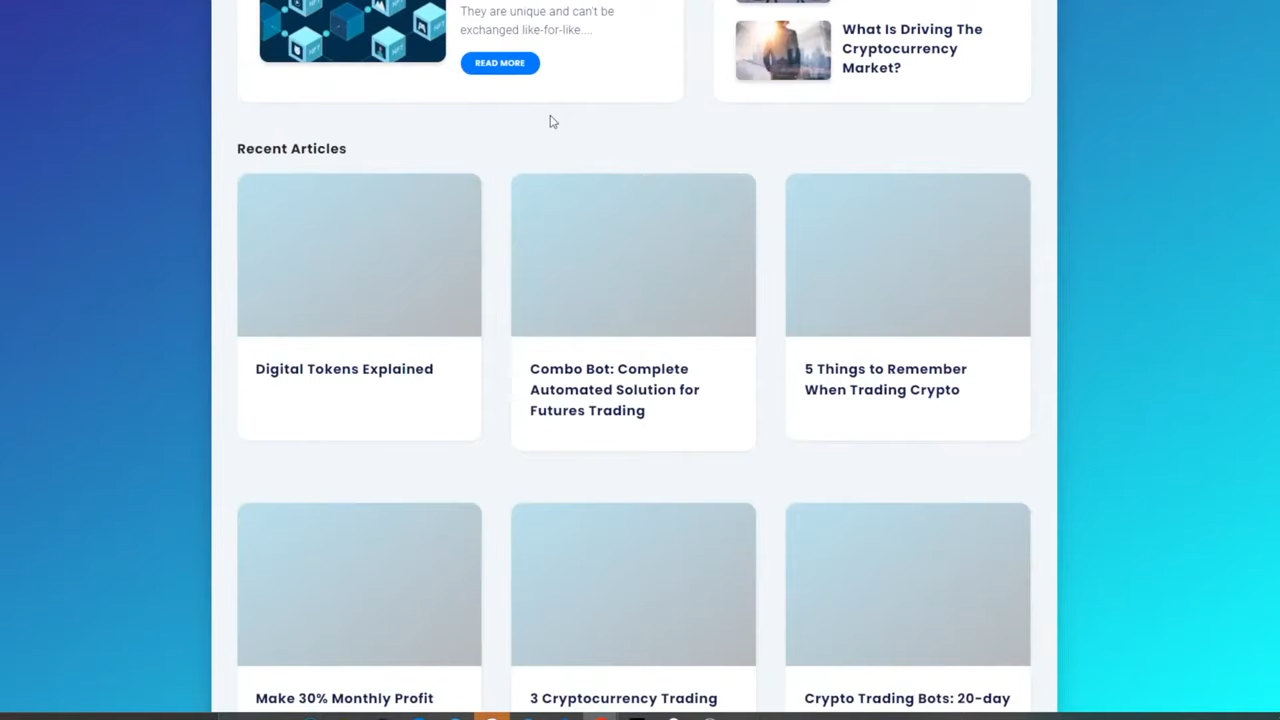 They are unique and can't be
exchanged like-for-like....
READ MORE
What Is Driving The
Cryptocurrency
Market?
Recent Articles
Digital Tokens Explained
Combo Bot: Complete
Automated Solution for
Futures Trading
5 Things to Remember
When Trading Crypto
Make 30% Monthly Profit
3 Cryptocurrency Trading
Crypto Trading Bots: 20-day